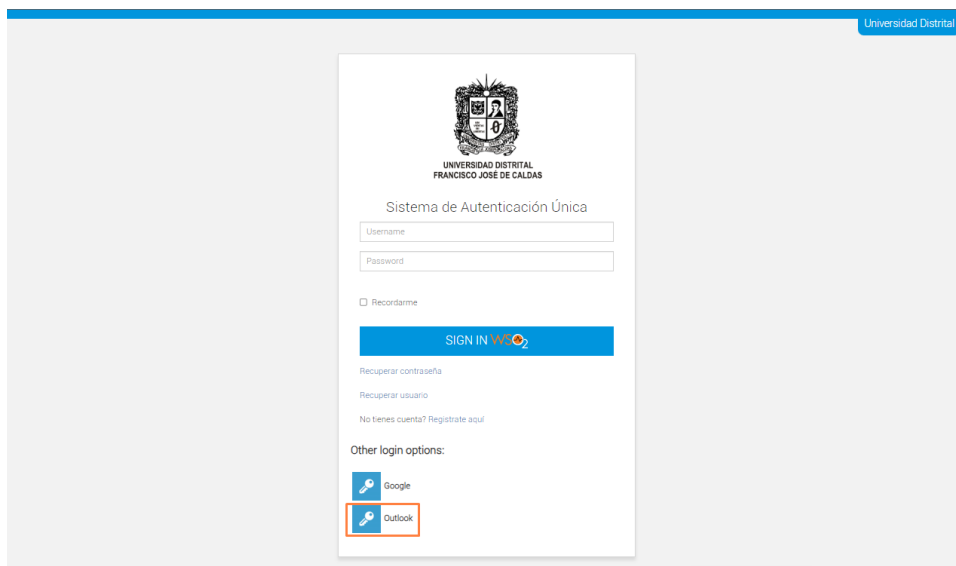 Universidad Distrital
UNIVERSIDAD DISTRITAL
FRANCISCO JOSÉ DE CALDAS
Sistema de Autenticación Única
Username
Password
Recordarme
SIGN IN WSO2
Recuperar contraseña
Recuperar usuario
No tienes cuenta? Registrate aquí
Other login options:
Google
Outlook